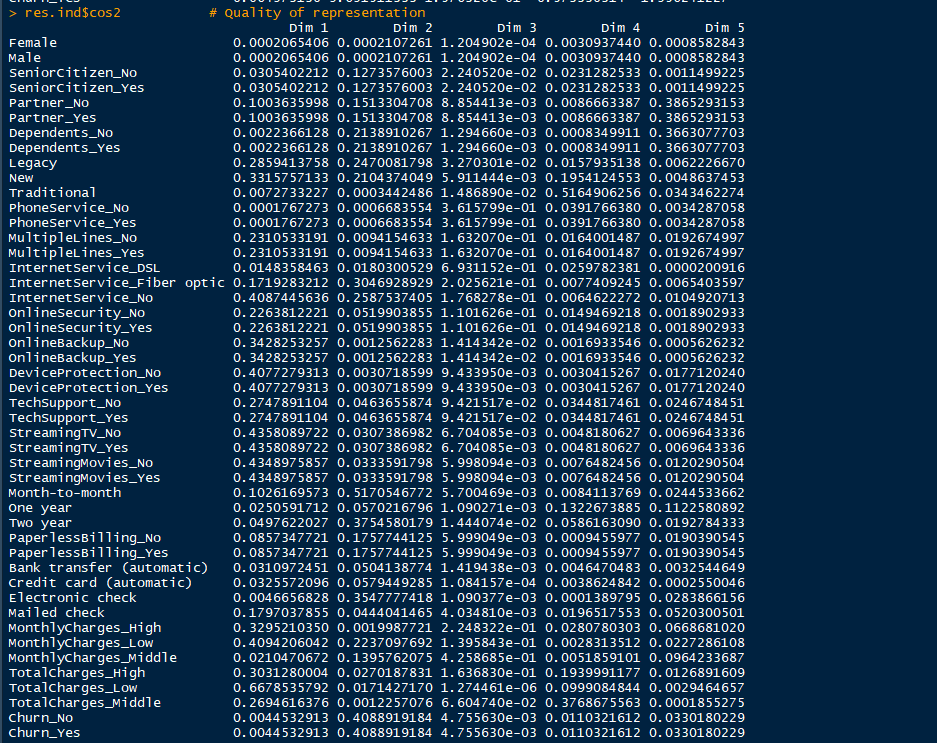 > res.ind$cos2 # Quality of representation
Dim 1 Dim 2 Dim 3 Dim 4 Dim 5
Female 0.0002065406 0.0002107261 1.204902e-04 0.0030937440 0.0008582843
Male 0.0002065406 0.0002107261 1.204902e-04 0.0030937440 0.0008582843
SeniorCitizen_No 0.0305402212 0.1273576003 2.240520e-02 0.0231282533 0.0011499225
SeniorCitizen_Yes 0.0305402212 0.1273576003 2.240520e-02 0.0231282533 0.0011499225
Partner_No 0.1003635998 0.1513304708 8.854413e-03 0.0086663387 0.3865293153
Partner_Yes 0.1003635998 0.1513304708 8.854413e-03 0.0086663387 0.3865293153
Dependents_No 0.0022366128 0.2138910267 1.294660e-03 0.0008349911 0.3663077703
Dependents_Yes 0.0022366128 0.2138910267 1.294660e-03 0.0008349911 0.3663077703
Legacy 0.2859413758 0.2470081798 3.270301e-02 0.0157935138 0.0062226670
New 0.3315757133 0.2104374049 5.911444e-03 0.1954124553 0.0048637453
Traditional 0.0072733227 0.0003442486 1.486890e-02 0.5164906256 0.0343462274
PhoneService_No 0.0001767273 0.0006683554 3.615799e-01 0.0391766380 0.0034287058
PhoneService_Yes 0.0001767273 0.0006683554 3.615799e-01 0.0391766380 0.0034287058
MultipleLines_No 0.2310533191 0.0094154633 1.632070e-01 0.0164001487 0.0192674997
MultipleLines_Yes 0.2310533191 0.0094154633 1.632070e-01 0.0164001487 0.0192674997
InternetService_DSL 0.0148358463 0.0180300529 6.931152e-01 0.0259782381 0.0000200916
InternetService_Fiber optic 0.1719283212 0.3046928929 2.025621e-01 0.0077409245 0.0065403597
InternetService_No 0.4087445636 0.2587537405 1.768278e-01 0.0064622272 0.0104920713
OnlineSecurity_No 0.2263812221 0.0519903855 1.101626e-01 0.0149469218 0.0018902933
OnlineSecurity_Yes 0.2263812221 0.0519903855 1.101626e-01 0.0149469218 0.0018902933
OnlineBackup_No 0.3428253257 0.0012562283 1.414342e-02 0.0016933546 0.0005626232
OnlineBackup_Yes 0.3428253257 0.0012562283 1.414342e-02 0.0016933546 0.0005626232
DeviceProtection_No 0.4077279313 0.0030718599 9.433950e-03 0.0030415267 0.0177120240
DeviceProtection_Yes 0.4077279313 0.0030718599 9.433950e-03 0.0030415267 0.0177120240
TechSupport_No 0.2747891104 0.0463655874 9.421517e-02 0.0344817461 0.0246748451
TechSupport_Yes 0.2747891104 0.0463655874 9.421517e-02 0.0344817461 0.0246748451
StreamingTV_No 0.4358089722 0.0307386982 6.704085e-03 0.0048180627 0.0069643336
StreamingTV_Yes 0.4358089722 0.0307386982 6.704085e-03 0.0048180627 0.0069643336
StreamingMovies_No 0.4348975857 0.0333591798 5.998094e-03 0.0076482456 0.0120290504
StreamingMovies_Yes 0.4348975857 0.0333591798 5.998094e-03 0.0076482456 0.0120290504
Month-to-month 0.1026169573 0.5170546772 5.700469e-03 0.0084113769 0.0244533662
One year 0.0250591712 0.0570216796 1.090271e-03 0.1322673885 0.1122580892
Two year 0.0497622027 0.3754580179 1.444074e-02 0.0586163090 0.0192784333
PaperlessBilling_No 0.0857347721 0.1757744125 5.999049e-03 0.0009455977 0.0190390545
PaperlessBilling_Yes 0.0857347721 0.1757744125 5.999049e-03 0.0009455977 0.0190390545
Bank transfer (automatic) 0.0310972451 0.0504138774 1.419438e-03 0.0046470483 0.0032544649
Credit card (automatic) 0.0325572096 0.0579449285 1.084157e-04 0.0038624842 0.0002550046
Electronic check 0.0046656828 0.3547777418 1.090377e-03 0.0001389795 0.0283866156
Mailed check 0.1797037855 0.0444041465 4.034810e-03 0.0196517553 0.0520300501
MonthlyCharges_High 0.3295210350 0.0019987721 2.248322e-01 0.0280780303 0.0668681020
MonthlyCharges_Low 0.4094206042 0.2237097692 1.395843e-01 0.0028313512 0.0227286108
MonthlyCharges_Middle 0.0210470672 0.1395762075 4.258685e-01 0.0051859101 0.0964233687
TotalCharges_High 0.3031280004 0.0270187831 1.636830e-01 0.1939991177 0.0126891609
TotalCharges_Low 0.6678535792 0.0171427170 1.274461e-06 0.0999084844 0.0029464657
TotalCharges_Middle 0.2694616376 0.0012257076 6.604740e-02 0.3768675563 0.0001855275
Churn_No 0.0044532913 0.4088919184 4.755630e-03 0.0110321612 0.0330180229
Churn_Yes 0.0044532913 0.4088919184 4.755630e-03 0.0110321612 0.0330180229